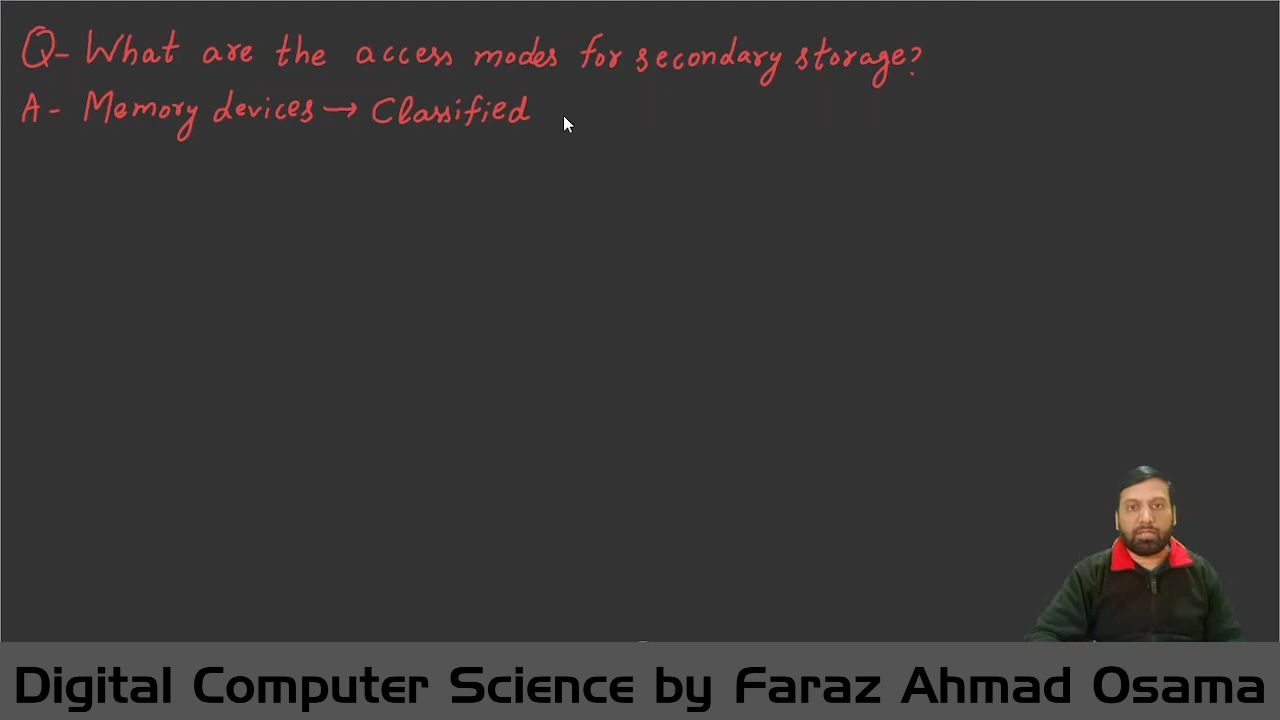 Q- What are the access modes for secondary storage?
A- Memory devices → Classified
Digital Computer Science by Faraz Ahmad Osama